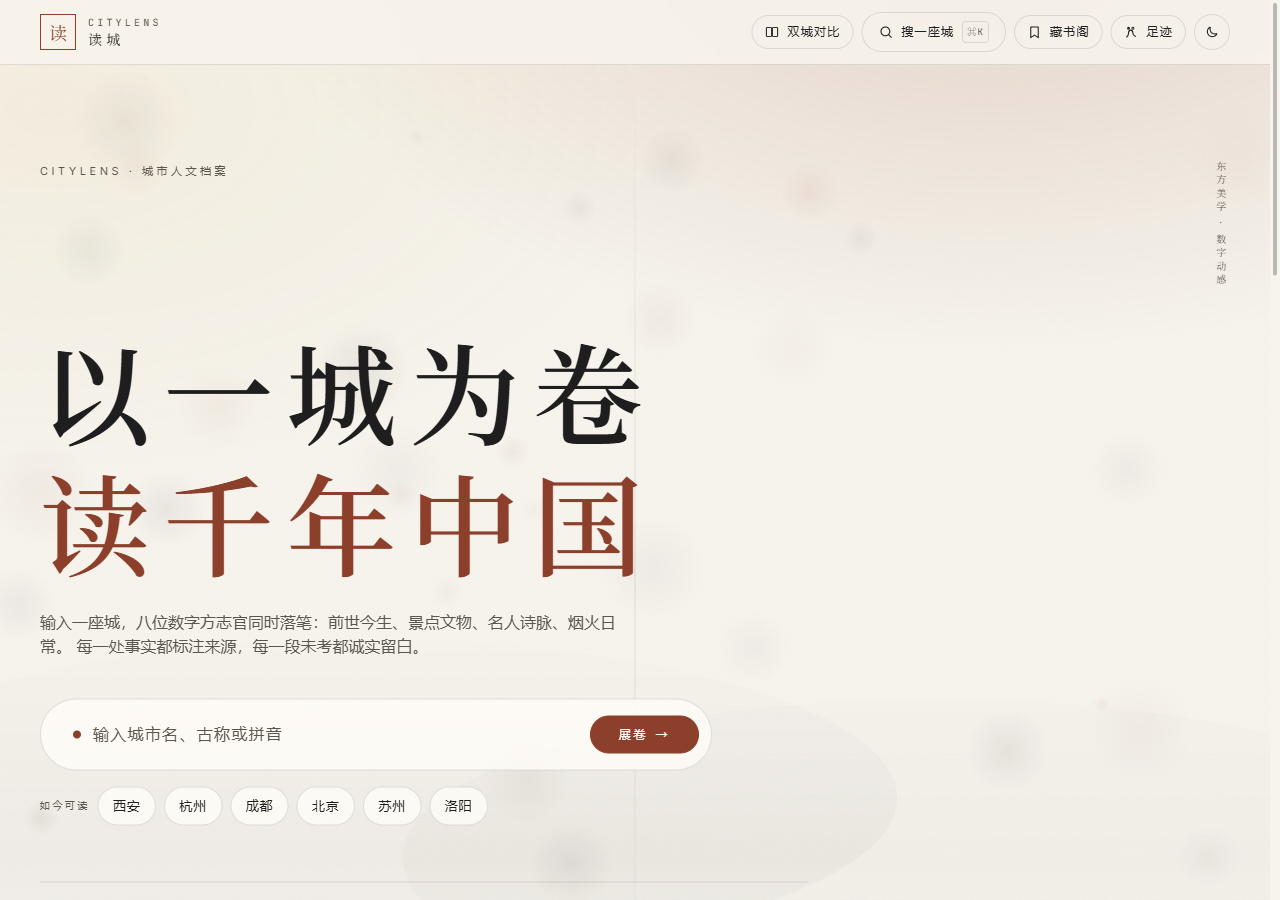 读
CITYLENS
读城
双城对比
搜一座城 ⌘K
藏书阁
足迹
CITYLENS · 城市人文档案
东方美学 · 数字动感
以一城为卷
读千年中国
输入一座城，八位数字方志官同时落笔：前世今生、景点文物、名人诗脉、烟火日
常。 每一处事实都标注来源，每一段未考都诚实留白。
输入城市名、古称或拼音
展卷 →
如今可读 西安 杭州 成都 北京 苏州 洛阳